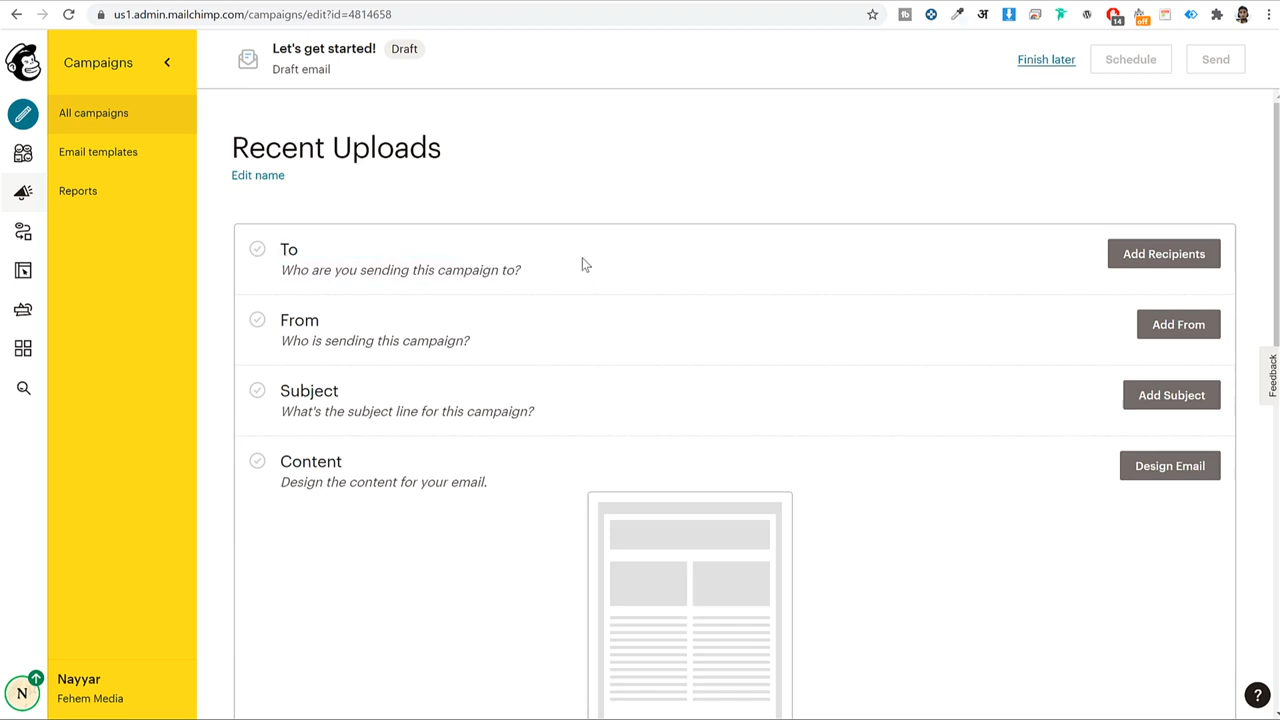 us1.admin.mailchimp.com/campaigns/edit?id=4814658
अ
14
off
Campaigns
All campaigns
Email templates
Reports
Let's get started!
Draft
Draft email
Finish later
Schedule
Send
Recent Uploads
Edit name
To
Who are you sending this campaign to?
Add Recipients
From
Who is sending this campaign?
Add From
Subject
What's the subject line for this campaign?
Add Subject
Content
Design the content for your email.
Design Email
Feedback
N
Nayyar
Fehem Media
?